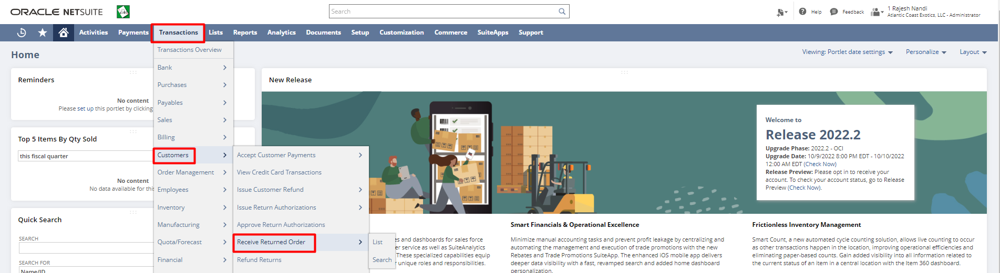 ORACLE NETSUITE
Search
Help
Feedback
1 Rajesh Nandi
Atlantic Coast Exotics, LLC - Administrator
Activities
Payments
Transactions
Lists
Reports
Analytics
Documents
Setup
Customization
Commerce
SuiteApps
Support
Home
Viewing: Portlet date settings
Personalize
Layout
Transactions Overview
Bank
Purchases
Payables
Sales
Billing
Customers
Order Management
Employees
Inventory
Manufacturing
Quota/Forecast
Financial
Accept Customer Payments
View Credit Card Transactions
Issue Customer Refund
Issue Return Authorizations
Approve Return Authorizations
Receive Returned Order
Refund Returns
List
Search
Reminders
No content
Please set up this portlet by clicking
Top 5 Items By Qty Sold
this fiscal quarter
No content
No data available for this
Quick Search
SEARCH
SEARCH FOR
Name/ID
New Release
Welcome to
Release 2022.2
Upgrade Phase: 2022.2 - OCI
Upgrade Date: 10/9/2022 8:00 PM EDT - 10/10/2022
12:00 AM EDT (Check Now)
Release Preview: Please opt in to receive your
account. To check your account status, go to Release
Preview (Check Now).
es and dashboards for sales force
er service as well as SuiteAnalytics
These specialized capabilities equip
r unique roles and responsibilities.
Smart Financials & Operational Excellence
Minimize manual accounting tasks and prevent profit leakage by centralizing and
automating the management and execution of trade promotions with the new
Rebates and Trade Promotions SuiteApp. The enhanced iOS mobile app delivers
deeper data visibility with a fast, revamped search and added home dashboard
personalization.
Frictionless Inventory Management
Smart Count, a new automated cycle counting solution, allows live counting to occur
as other transactions happen in the location, improving operational efficiencies and
eliminating paper-based counts. Gain added visibility into all information related to
the current status of an item in a central location with the Item 360 dashboard.